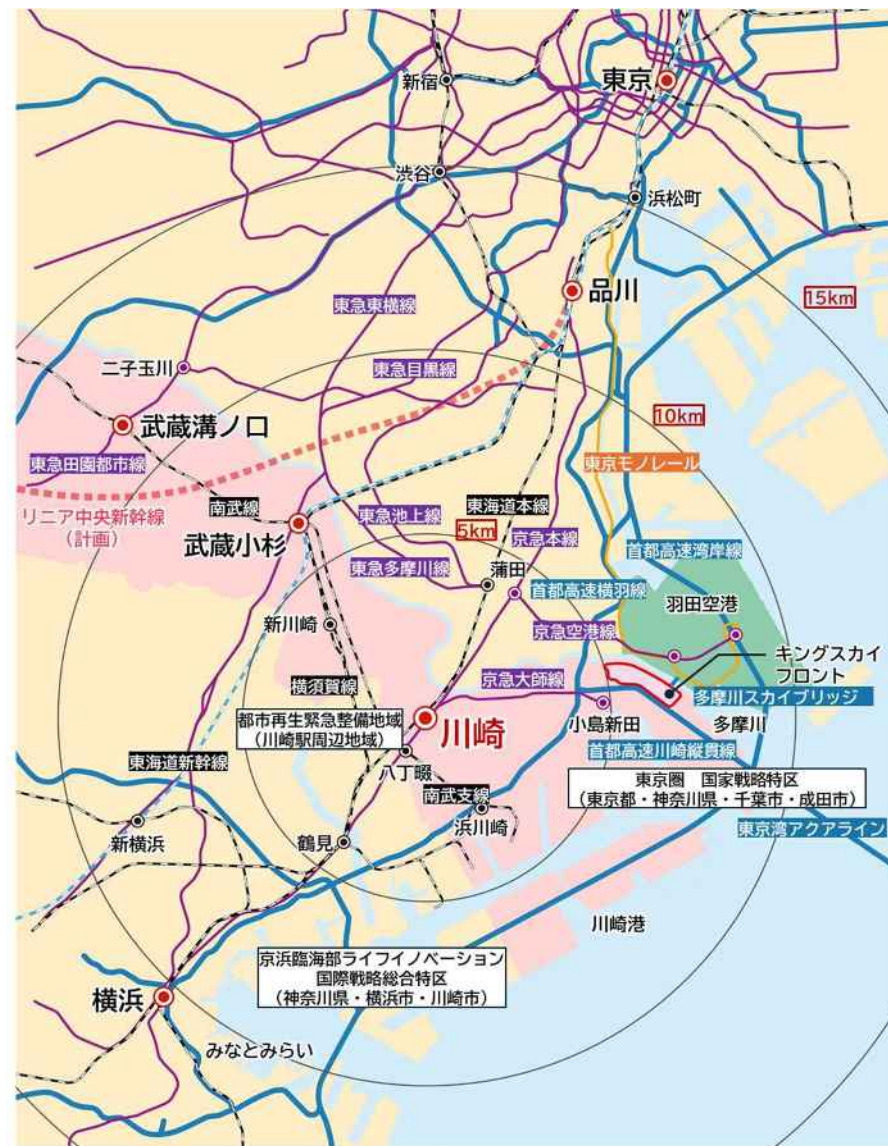 新宿
東京
渋谷
浜松町
品川
15km
東急東横線
二子玉川
東急目黒線
10km
武蔵溝ノ口
東急田園都市線
東京モノレール
南武線
リニア中央新幹線
(計画)
武蔵小杉
東急池上線
東海道本線
5km
京急本線
首都高速湾岸線
東急多摩川線
蒲田
首都高速横羽線
羽田空港
新川崎
京急空港線
キングスカイ
フロント
横須賀線
京急大師線
多摩川スカイブリッジ
都市再生緊急整備地域
(川崎駅周辺地域)
川崎
小島新田
多摩川
首都高速川崎縦貫線
東海道新幹線
八丁畷
東京圏 国家戦略特区
(東京都・神奈川県・千葉市・成田市)
南武支線
浜川崎
東京湾アクアライン
新横浜
鶴見
川崎港
京浜臨海部ライフイノベーション
国際戦略総合特区
(神奈川県・横浜市・川崎市)
横浜
みなとみらい